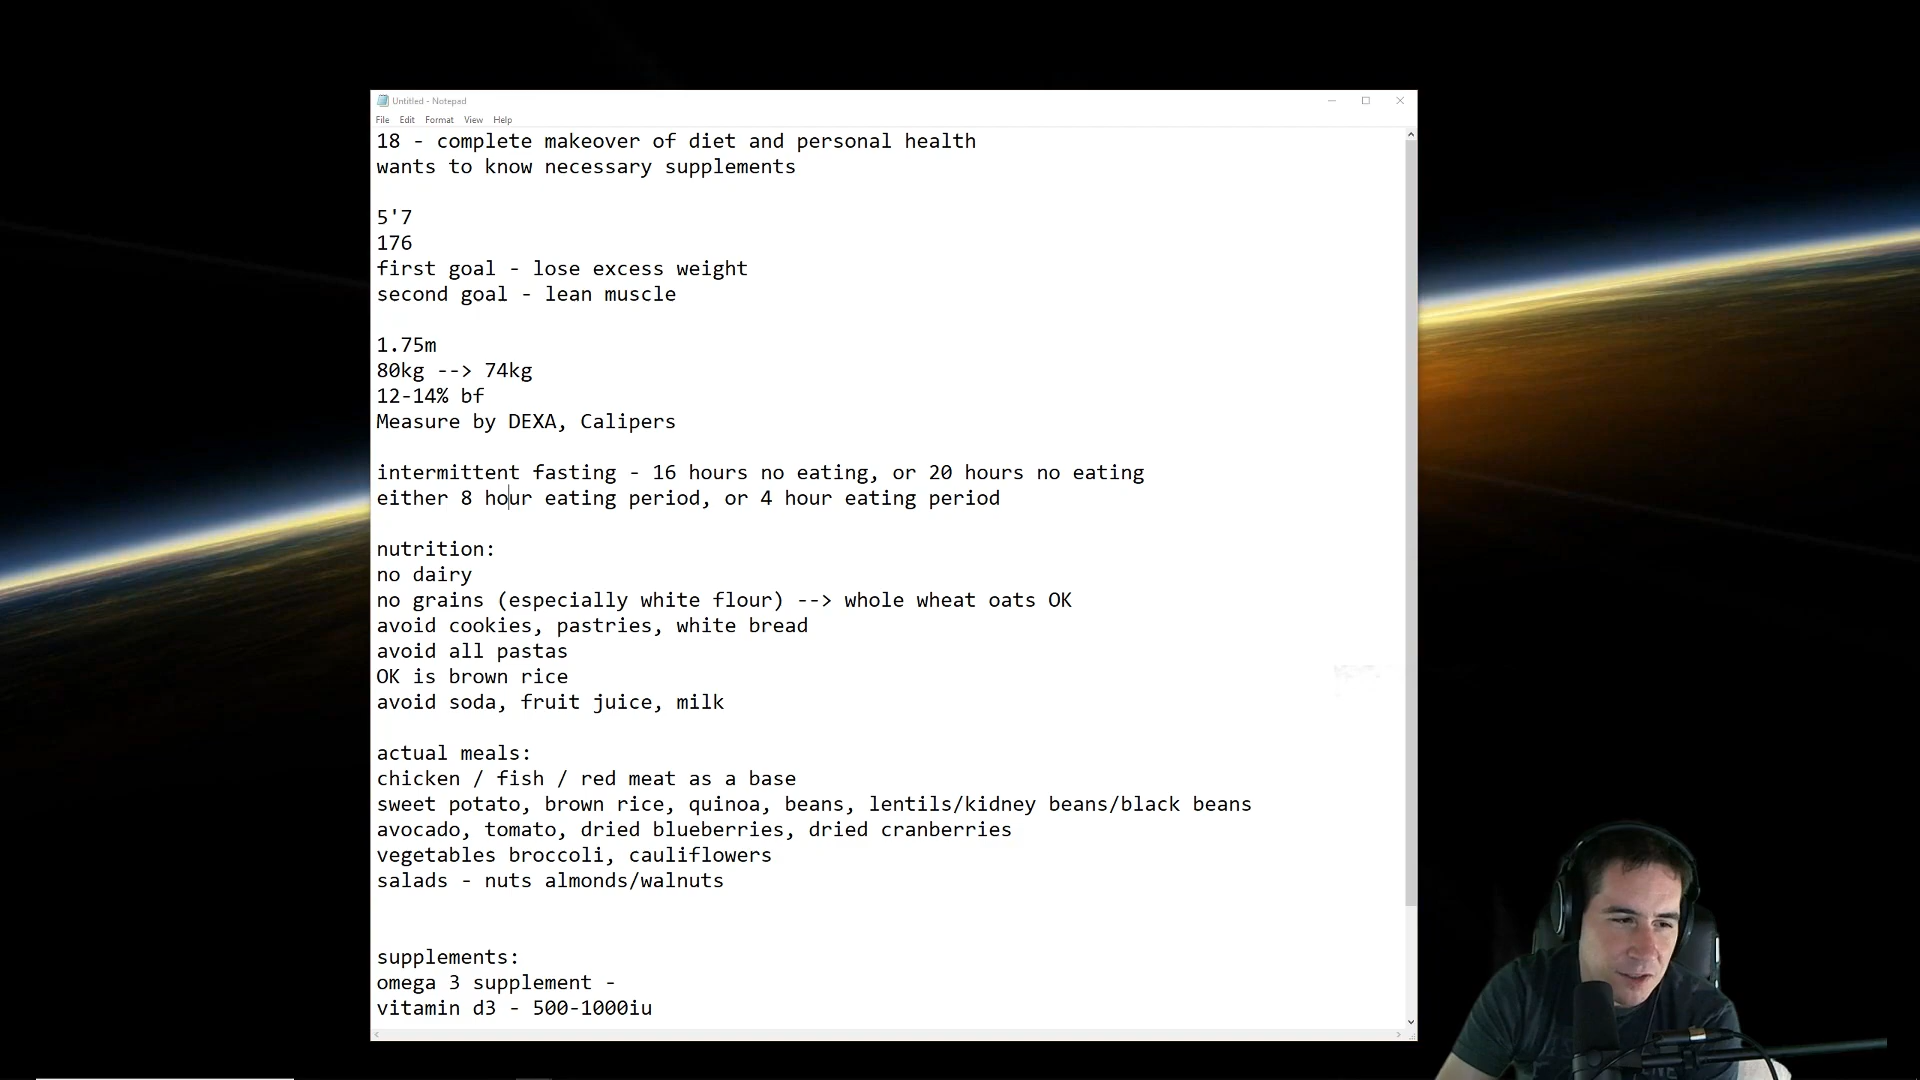 Untitled - Notepad
File Edit Format View Help
18 - complete makeover of diet and personal health
wants to know necessary supplements
5'7
176
first goal - lose excess weight
second goal - lean muscle
1.75m
80kg --> 74kg
12-14% bf
Measure by DEXA, Calipers
intermittent fasting - 16 hours no eating, or 20 hours no eating
either 8 hour eating period, or 4 hour eating period
nutrition:
no dairy
no grains (especially white flour) --> whole wheat oats OK
avoid cookies, pastries, white bread
avoid all pastas
OK is brown rice
avoid soda, fruit juice, milk
actual meals:
chicken / fish / red meat as a base
sweet potato, brown rice, quinoa, beans, lentils/kidney beans/black beans
avocado, tomato, dried blueberries, dried cranberries
vegetables broccoli, cauliflowers
salads - nuts almonds/walnuts
supplements:
omega 3 supplement -
vitamin d3 - 500-1000iu